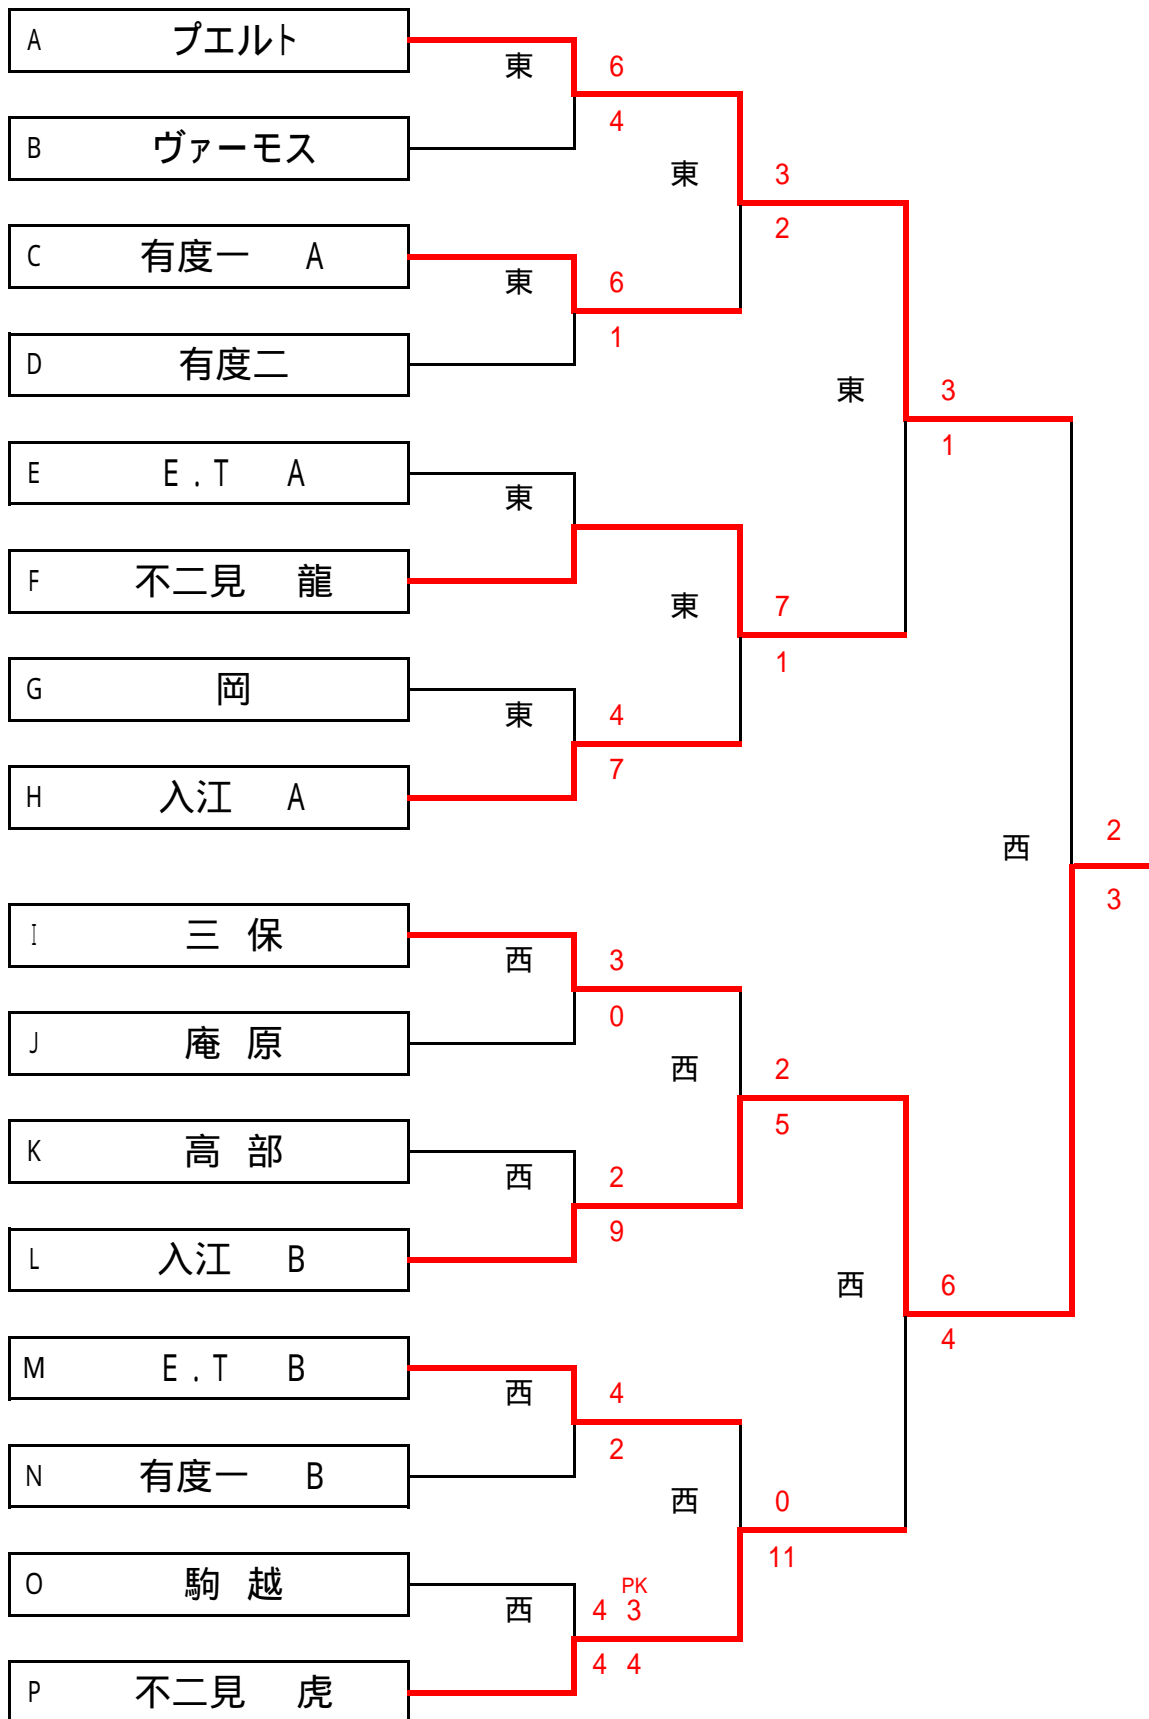 A プエルト
東 6
4
B ヴァーモス
東 3
2
C 有度一 A
東 6
1
D 有度二
東 3
1
E E.T A
東
F 不二見 龍
東 7
1
G 岡
東 4
7
H 入江 A
西 2
3
I 三保
西 3
0
J 庵原
西 2
5
K 高部
西 2
9
L 入江 B
西 6
4
M E.T B
西 4
2
N 有度一 B
西 0
11
O 駒越
PK
西 4 3
4 4
P 不二見 虎